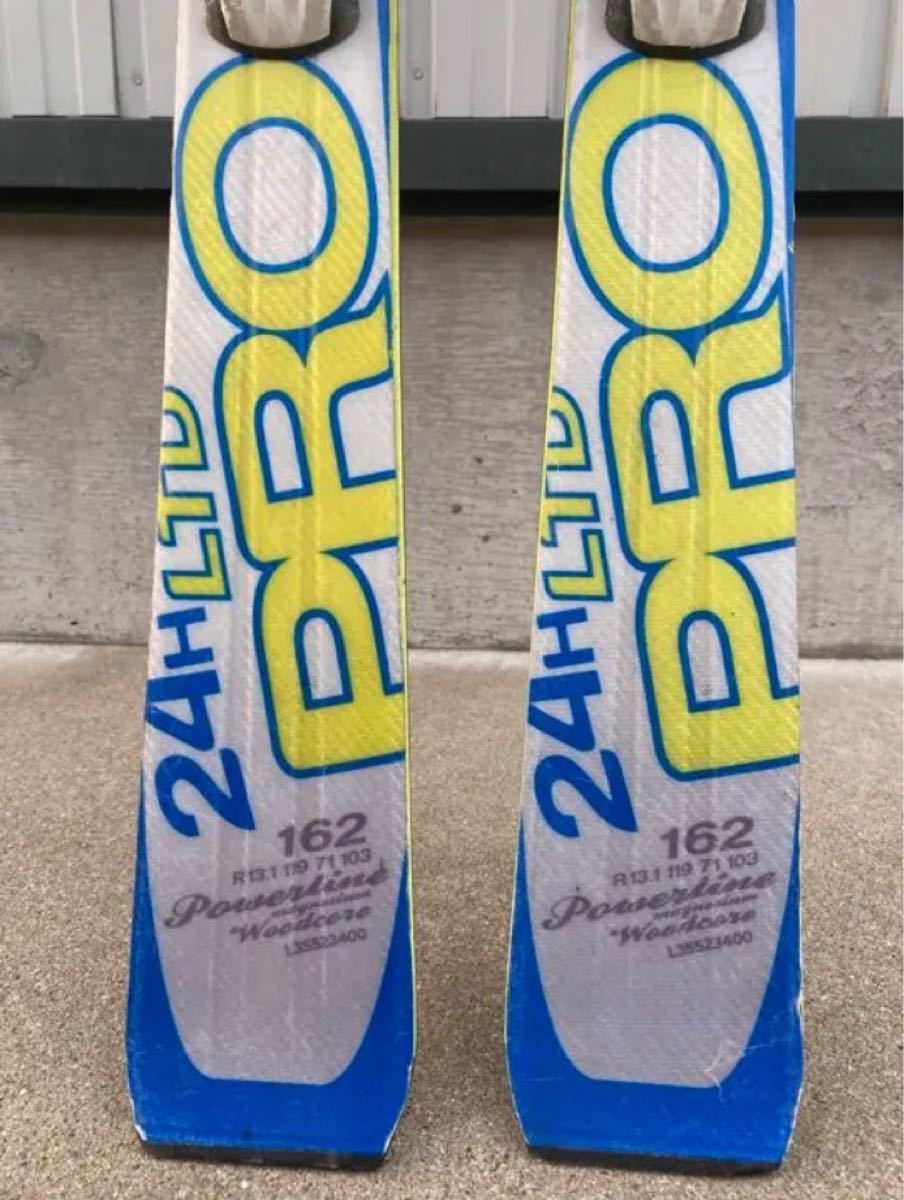 PRO
24H LTD
162
R13.1 119 71 103
Powerline
magnesium
Woodcore
L35523400
PRO
24H LTD
162
R13.1 119 71 103
Powerline
magnesium
Woodcore
L35523400